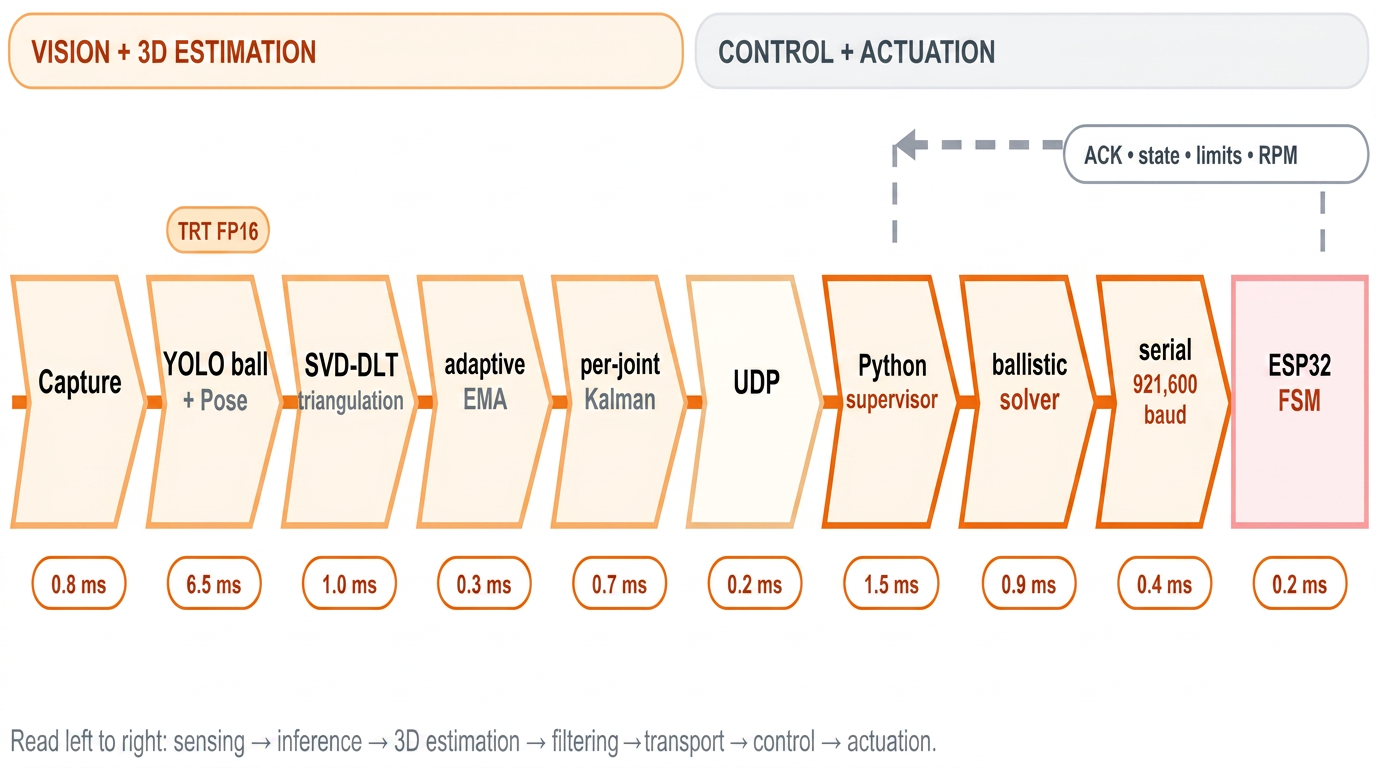 VISION + 3D ESTIMATION
CONTROL + ACTUATION
ACK • state • limits • RPM
TRT FP16
Capture
YOLO ball
+ Pose
SVD-DLT
triangulation
adaptive
EMA
per-joint
Kalman
UDP
Python
supervisor
ballistic
solver
serial
921,600
baud
ESP32
FSM
0.8 ms
6.5 ms
1.0 ms
0.3 ms
0.7 ms
0.2 ms
1.5 ms
0.9 ms
0.4 ms
0.2 ms
Read left to right: sensing → inference → 3D estimation → filtering → transport → control → actuation.